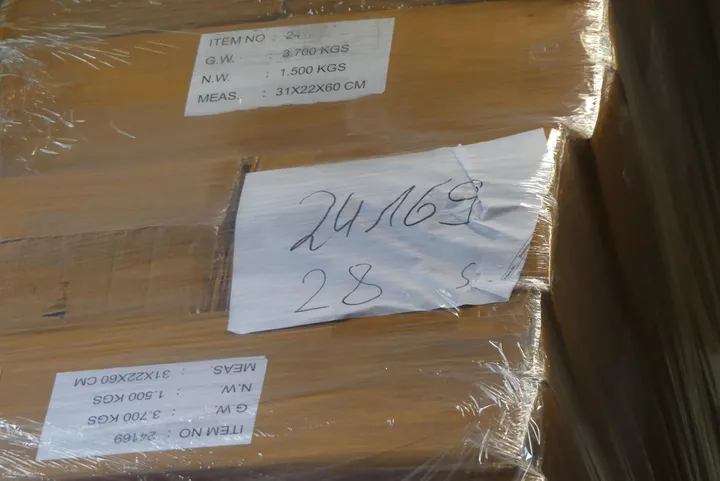 ITEM NO : 24
G.W. : 3.700 KGS
N.W. : 1.500 KGS
MEAS. : 31X22X60 CM
24169
28
ITEM NO : 24169
G.W. : 3.700 KGS
N.W. : 1.500 KGS
MEAS. : 31X22X60 CM